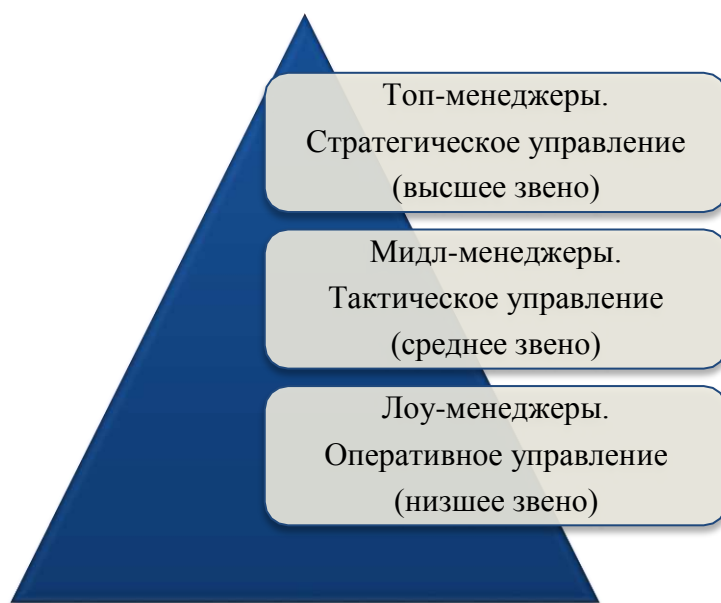 Топ-менеджеры.
Стратегическое управление
(высшее звено)
Мидл-менеджеры.
Тактическое управление
(среднее звено)
Лоу-менеджеры.
Оперативное управление
(низшее звено)